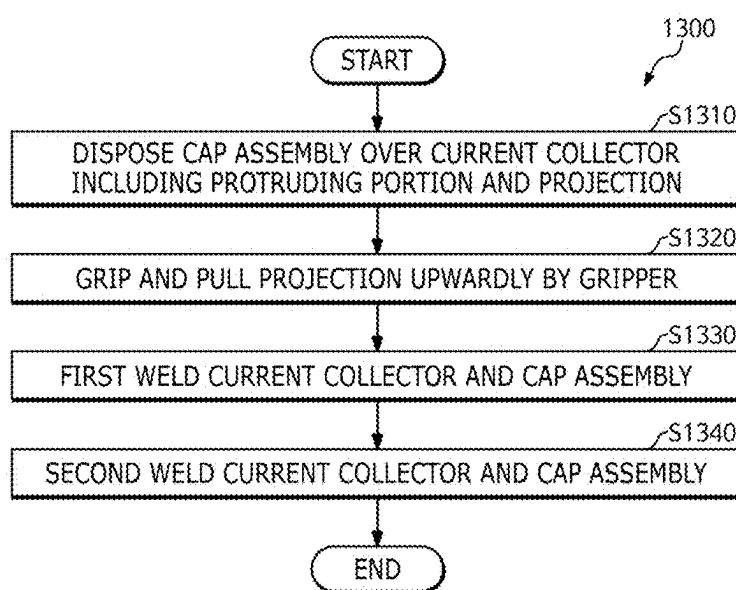 1300
START
S1310
DISPOSE CAP ASSEMBLY OVER CURRENT COLLECTOR
INCLUDING PROTRUDING PORTION AND PROJECTION
S1320
GRIP AND PULL PROJECTION UPWARDLY BY GRIPPER
S1330
FIRST WELD CURRENT COLLECTOR AND CAP ASSEMBLY
S1340
SECOND WELD CURRENT COLLECTOR AND CAP ASSEMBLY
END